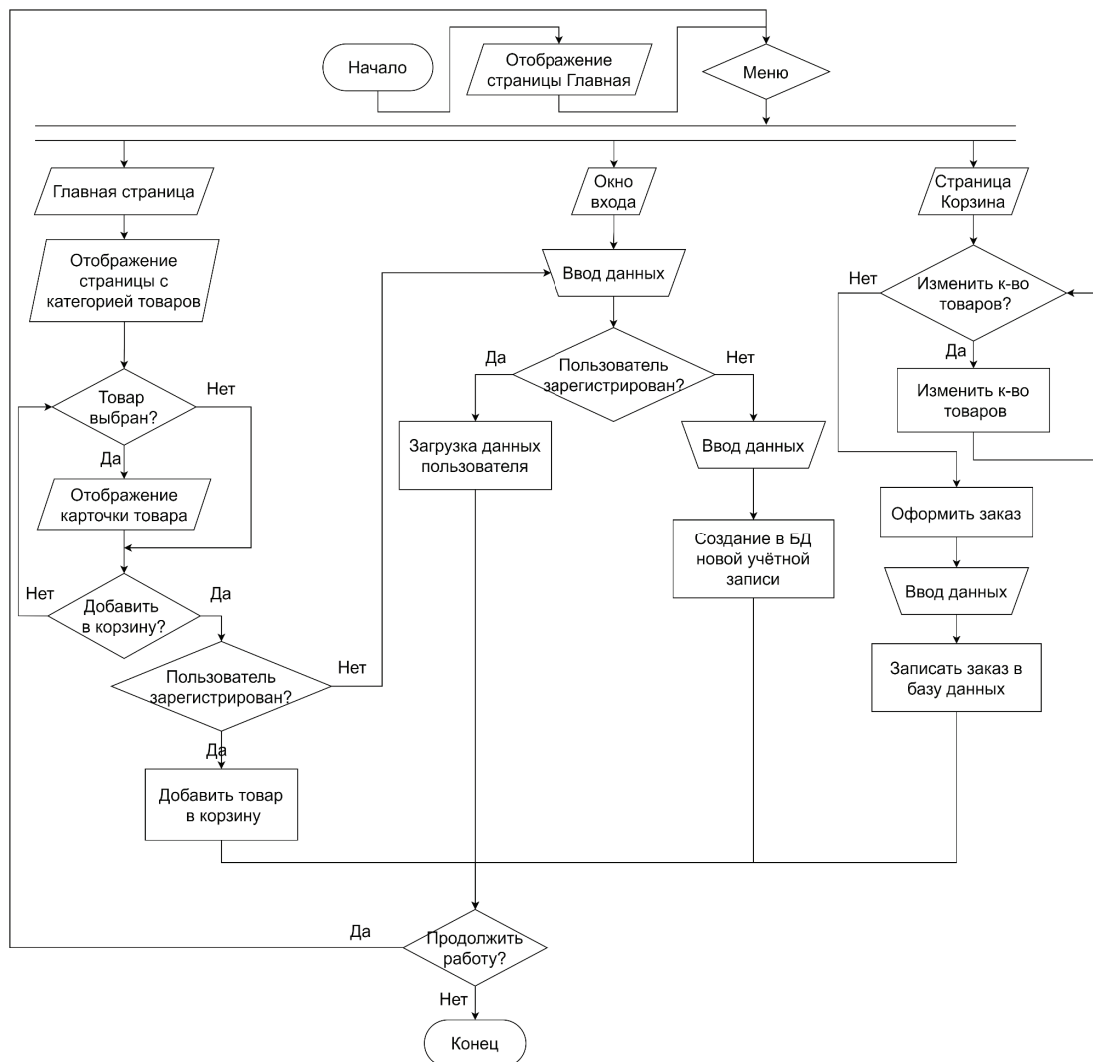 Начало
Отображение
страницы Главная
Меню
Главная страница
Отображение
страницы с
категорией товаров
Товар
выбран?
Нет
Да
Отображение
карточки товара
Нет
Добавить
в корзину?
Да
Пользователь
зарегистрирован?
Нет
Да
Добавить товар
в корзину
Окно
входа
Ввод данных
Да
Пользователь
зарегистрирован?
Нет
Загрузка данных
пользователя
Ввод данных
Создание в БД
новой учётной
записи
Страница
Корзина
Нет
Изменить к-во
товаров?
Да
Изменить к-во
товаров
Оформить заказ
Ввод данных
Записать заказ в
базу данных
Да
Продолжить
работу?
Нет
Конец